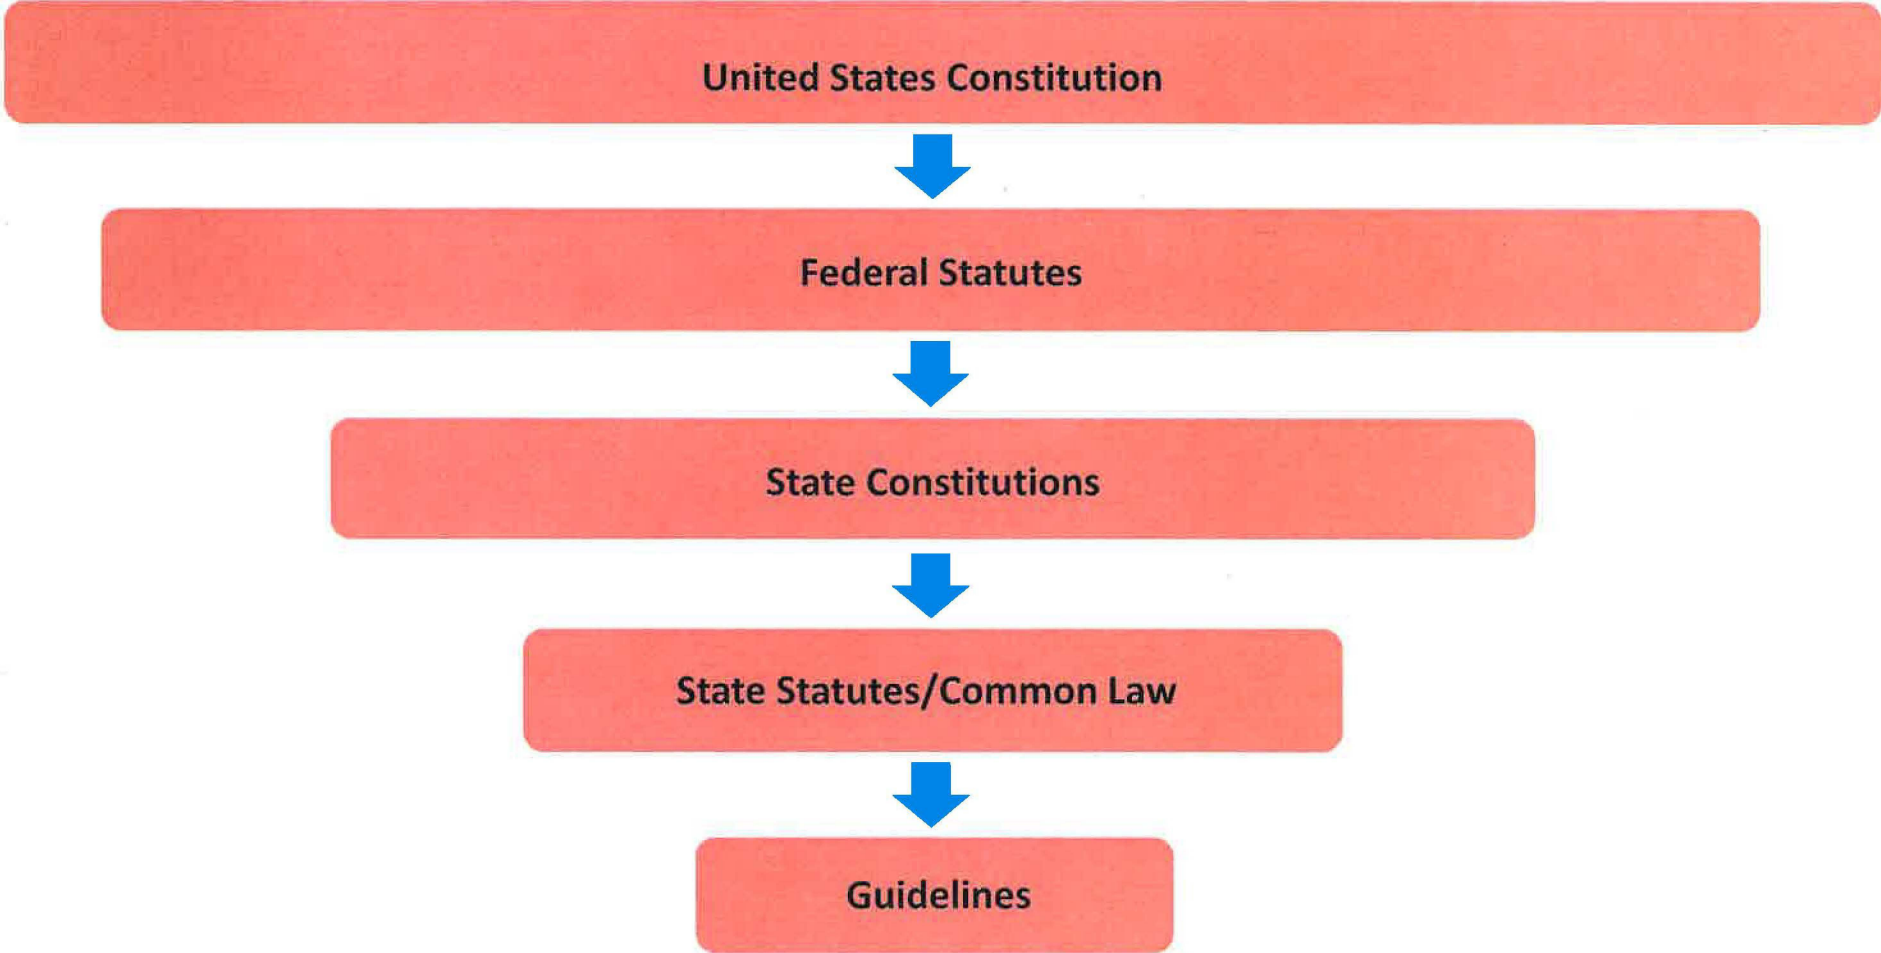 United States Constitution
Federal Statutes
State Constitutions
State Statutes/Common Law
Guidelines